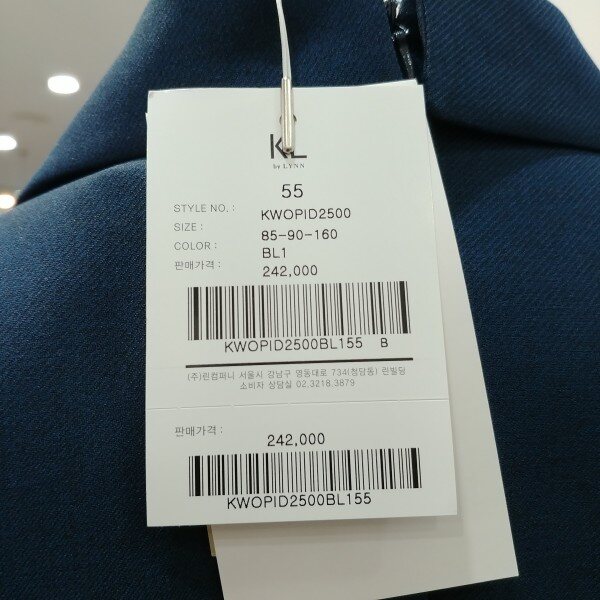 KL
by LYNN
55
STYLE NO. : KWOPID2500
SIZE : 85-90-160
COLOR : BL1
판매가격 : 242,000
KWOPID2500BL155 B
(주)린컴퍼니 서울시 강남구 영동대로 734(청담동) 린빌딩
소비자 상담실 02.3218.3879
판매가격 : 242,000
KWOPID2500BL155